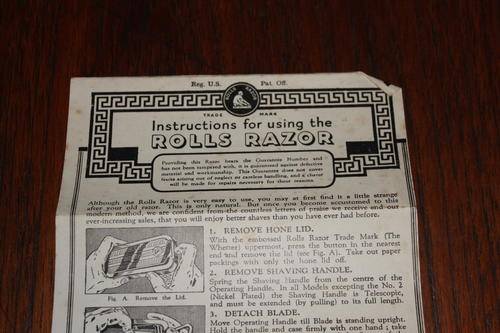 Reg. U.S. Pat. Off.
ROLLS RAZOR
TRADE MARK
Instructions for using the
ROLLS RAZOR
Providing this Razor bears the Guarantee Number and
has not been tampered with, it is guaranteed against defective
material and workmanship. This Guarantee does not cover
faults arising out of neglect or careless handling, and a charge
will be made for repairs necessary for these reasons.
Although the Rolls Razor is very easy to use, you may at first find it a little strange
after your old razor. This is only natural. But once you become accustomed to this
modern method, we are confident from the countless letters of praise we receive and our
ever-increasing sales, that you will enjoy better shaves than you have ever had before.
1. REMOVE HONE LID.
With the embossed Rolls Razor Trade Mark (The
Whetter) uppermost, press the button in the nearest
end and remove the lid (see Fig. A). Take out paper
packings with only the hone lid off.
Fig. A. Remove the Lid.
2. REMOVE SHAVING HANDLE.
Spring the Shaving Handle from the centre of the
Operating Handle. In all Models excepting the No. 2
(Nickel Plated) the Shaving Handle is Telescopic,
and must be extended (by pulling) to its full length.
3. DETACH BLADE.
Move Operating Handle till Blade is standing upright.
Hold the handle and case firmly with one hand; take